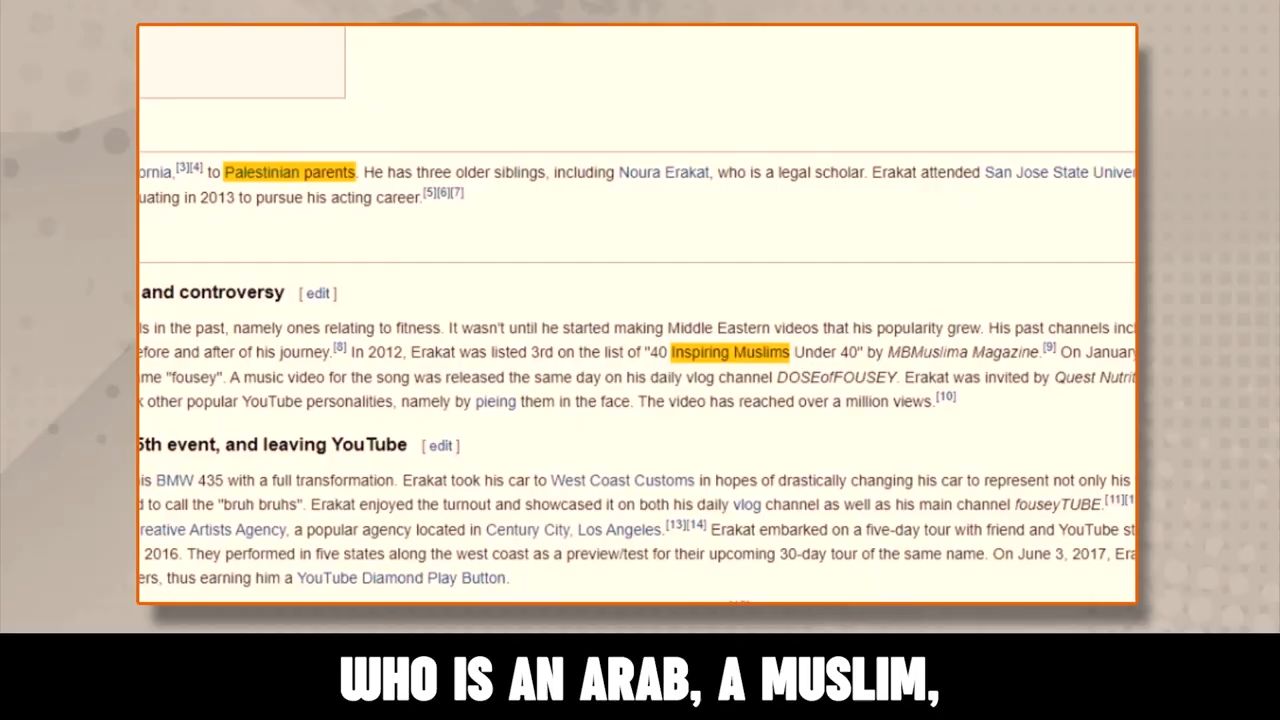 ornia,[3][4] to Palestinian parents. He has three older siblings, including Noura Erakat, who is a legal scholar. Erakat attended San Jose State Univer
uating in 2013 to pursue his acting career.[5][6][7]
and controversy [ edit ]
ls in the past, namely ones relating to fitness. It wasn't until he started making Middle Eastern videos that his popularity grew. His past channels incl
efore and after of his journey.[8] In 2012, Erakat was listed 3rd on the list of "40 Inspiring Muslims Under 40" by MBMuslima Magazine.[9] On January
me "fousey". A music video for the song was released the same day on his daily vlog channel DOSEofFOUSEY. Erakat was invited by Quest Nutrit
k other popular YouTube personalities, namely by pieing them in the face. The video has reached over a million views.[10]
5th event, and leaving YouTube [ edit ]
is BMW 435 with a full transformation. Erakat took his car to West Coast Customs in hopes of drastically changing his car to represent not only his
d to call the "bruh bruhs". Erakat enjoyed the turnout and showcased it on both his daily vlog channel as well as his main channel fouseyTUBE.[11][1
reative Artists Agency, a popular agency located in Century City, Los Angeles.[13][14] Erakat embarked on a five-day tour with friend and YouTube st
2016. They performed in five states along the west coast as a preview/test for their upcoming 30-day tour of the same name. On June 3, 2017, Era
ers, thus earning him a YouTube Diamond Play Button.
WHO IS AN ARAB, A MUSLIM,